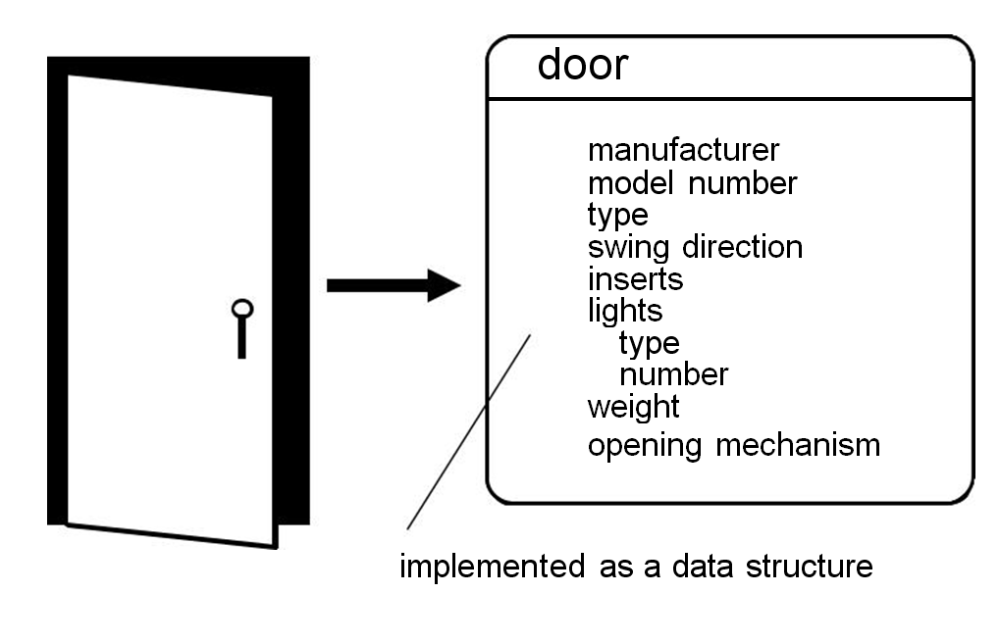 door
manufacturer
model number
type
swing direction
inserts
lights
type
number
weight
opening mechanism
implemented as a data structure